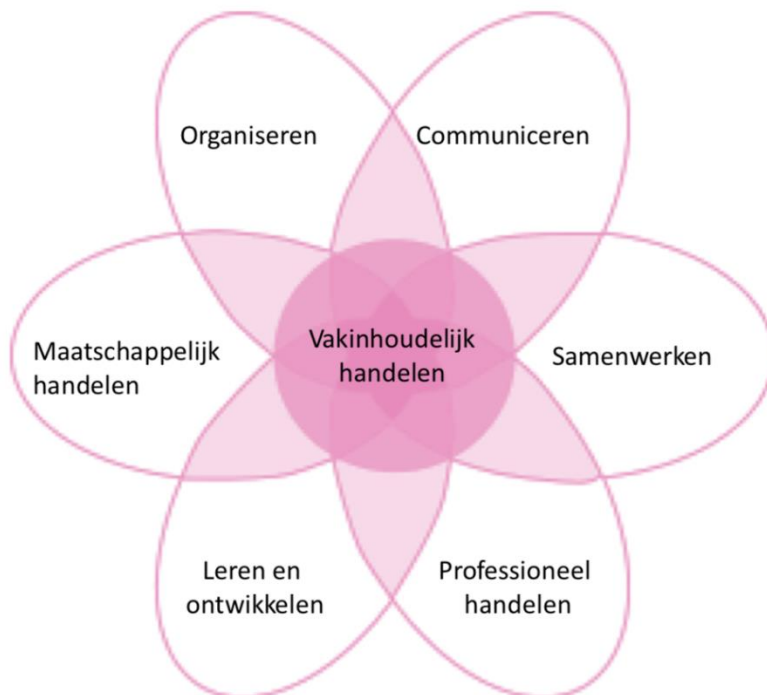 Organiseren
Communiceren
Maatschappelijk
handelen
Vakinhoudelijk
handelen
Samenwerken
Leren en
ontwikkelen
Professioneel
handelen